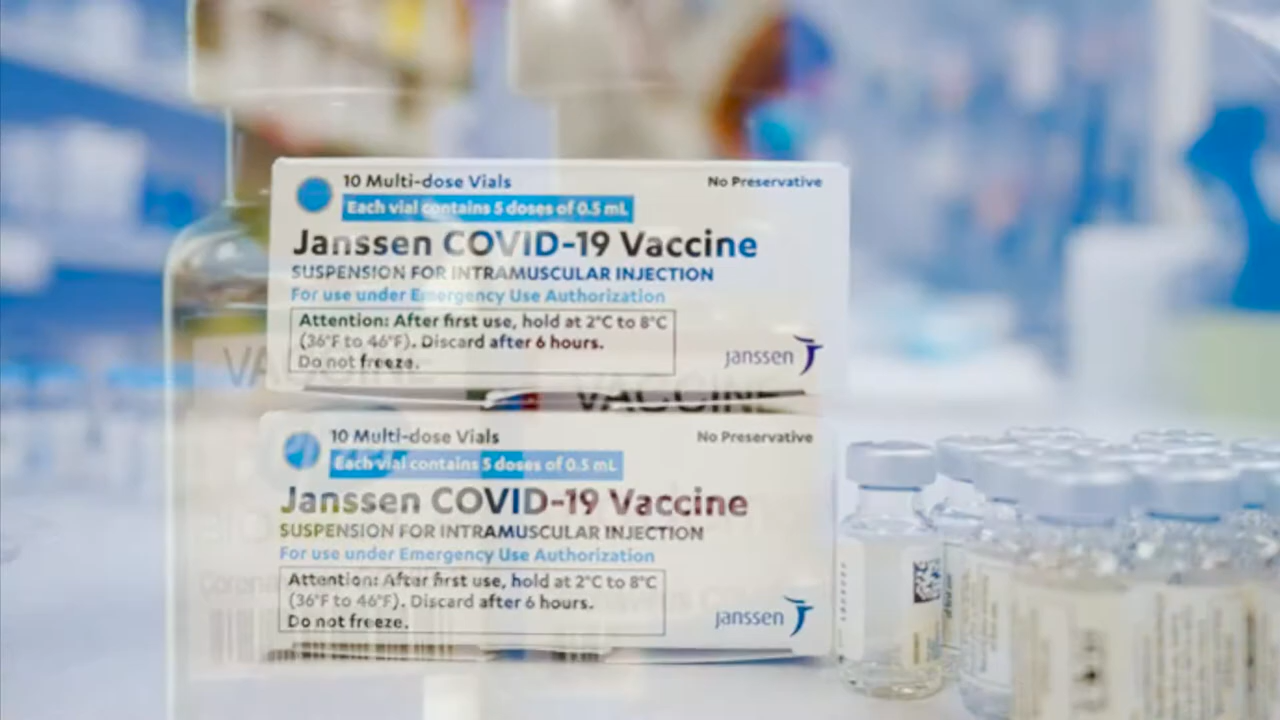 10 Multi-dose Vials
No Preservative
Each vial contains 5 doses of 0.5 mL
Janssen COVID-19 Vaccine
SUSPENSION FOR INTRAMUSCULAR INJECTION
For use under Emergency Use Authorization
Attention: After first use, hold at 2°C to 8°C
(36°F to 46°F). Discard after 6 hours.
Do not freeze.
janssen
VACCINE
VACCINE
10 Multi-dose Vials
No Preservative
Each vial contains 5 doses of 0.5 mL
Janssen COVID-19 Vaccine
SUSPENSION FOR INTRAMUSCULAR INJECTION
For use under Emergency Use Authorization
Attention: After first use, hold at 2°C to 8°C
(36°F to 46°F). Discard after 6 hours.
Do not freeze.
janssen